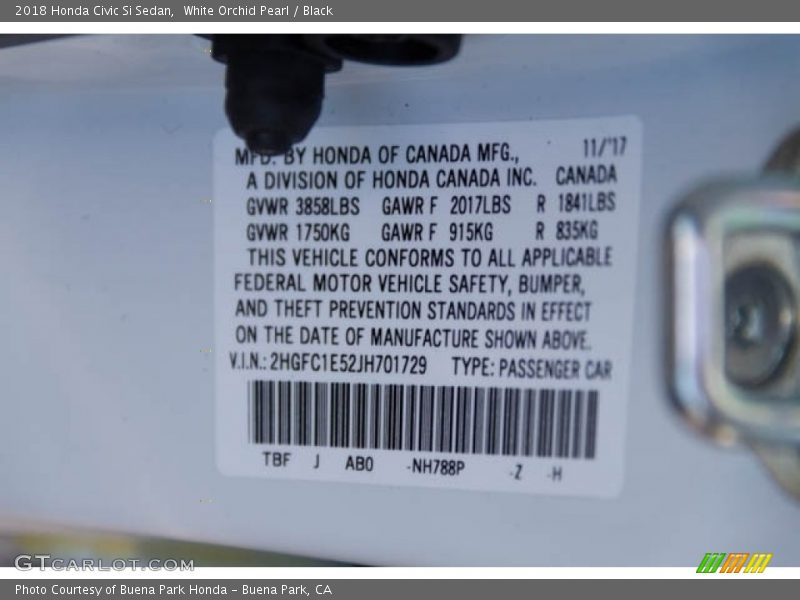 2018 Honda Civic Si Sedan,  White Orchid Pearl / Black
MFD. BY HONDA OF CANADA MFG., 11/'17
A DIVISION OF HONDA CANADA INC. CANADA
GVWR 3858LBS GAWR F 2017LBS R 1841LBS
GVWR 1750KG GAWR F 915KG R 835KG
THIS VEHICLE CONFORMS TO ALL APPLICABLE
FEDERAL MOTOR VEHICLE SAFETY, BUMPER,
AND THEFT PREVENTION STANDARDS IN EFFECT
ON THE DATE OF MANUFACTURE SHOWN ABOVE.
V.I.N.: 2HGFC1E52JH701729 TYPE: PASSENGER CAR
TBF J AB0 -NH788P -Z -H
GTCARLOT.COM
Photo Courtesy of Buena Park Honda – Buena Park, CA